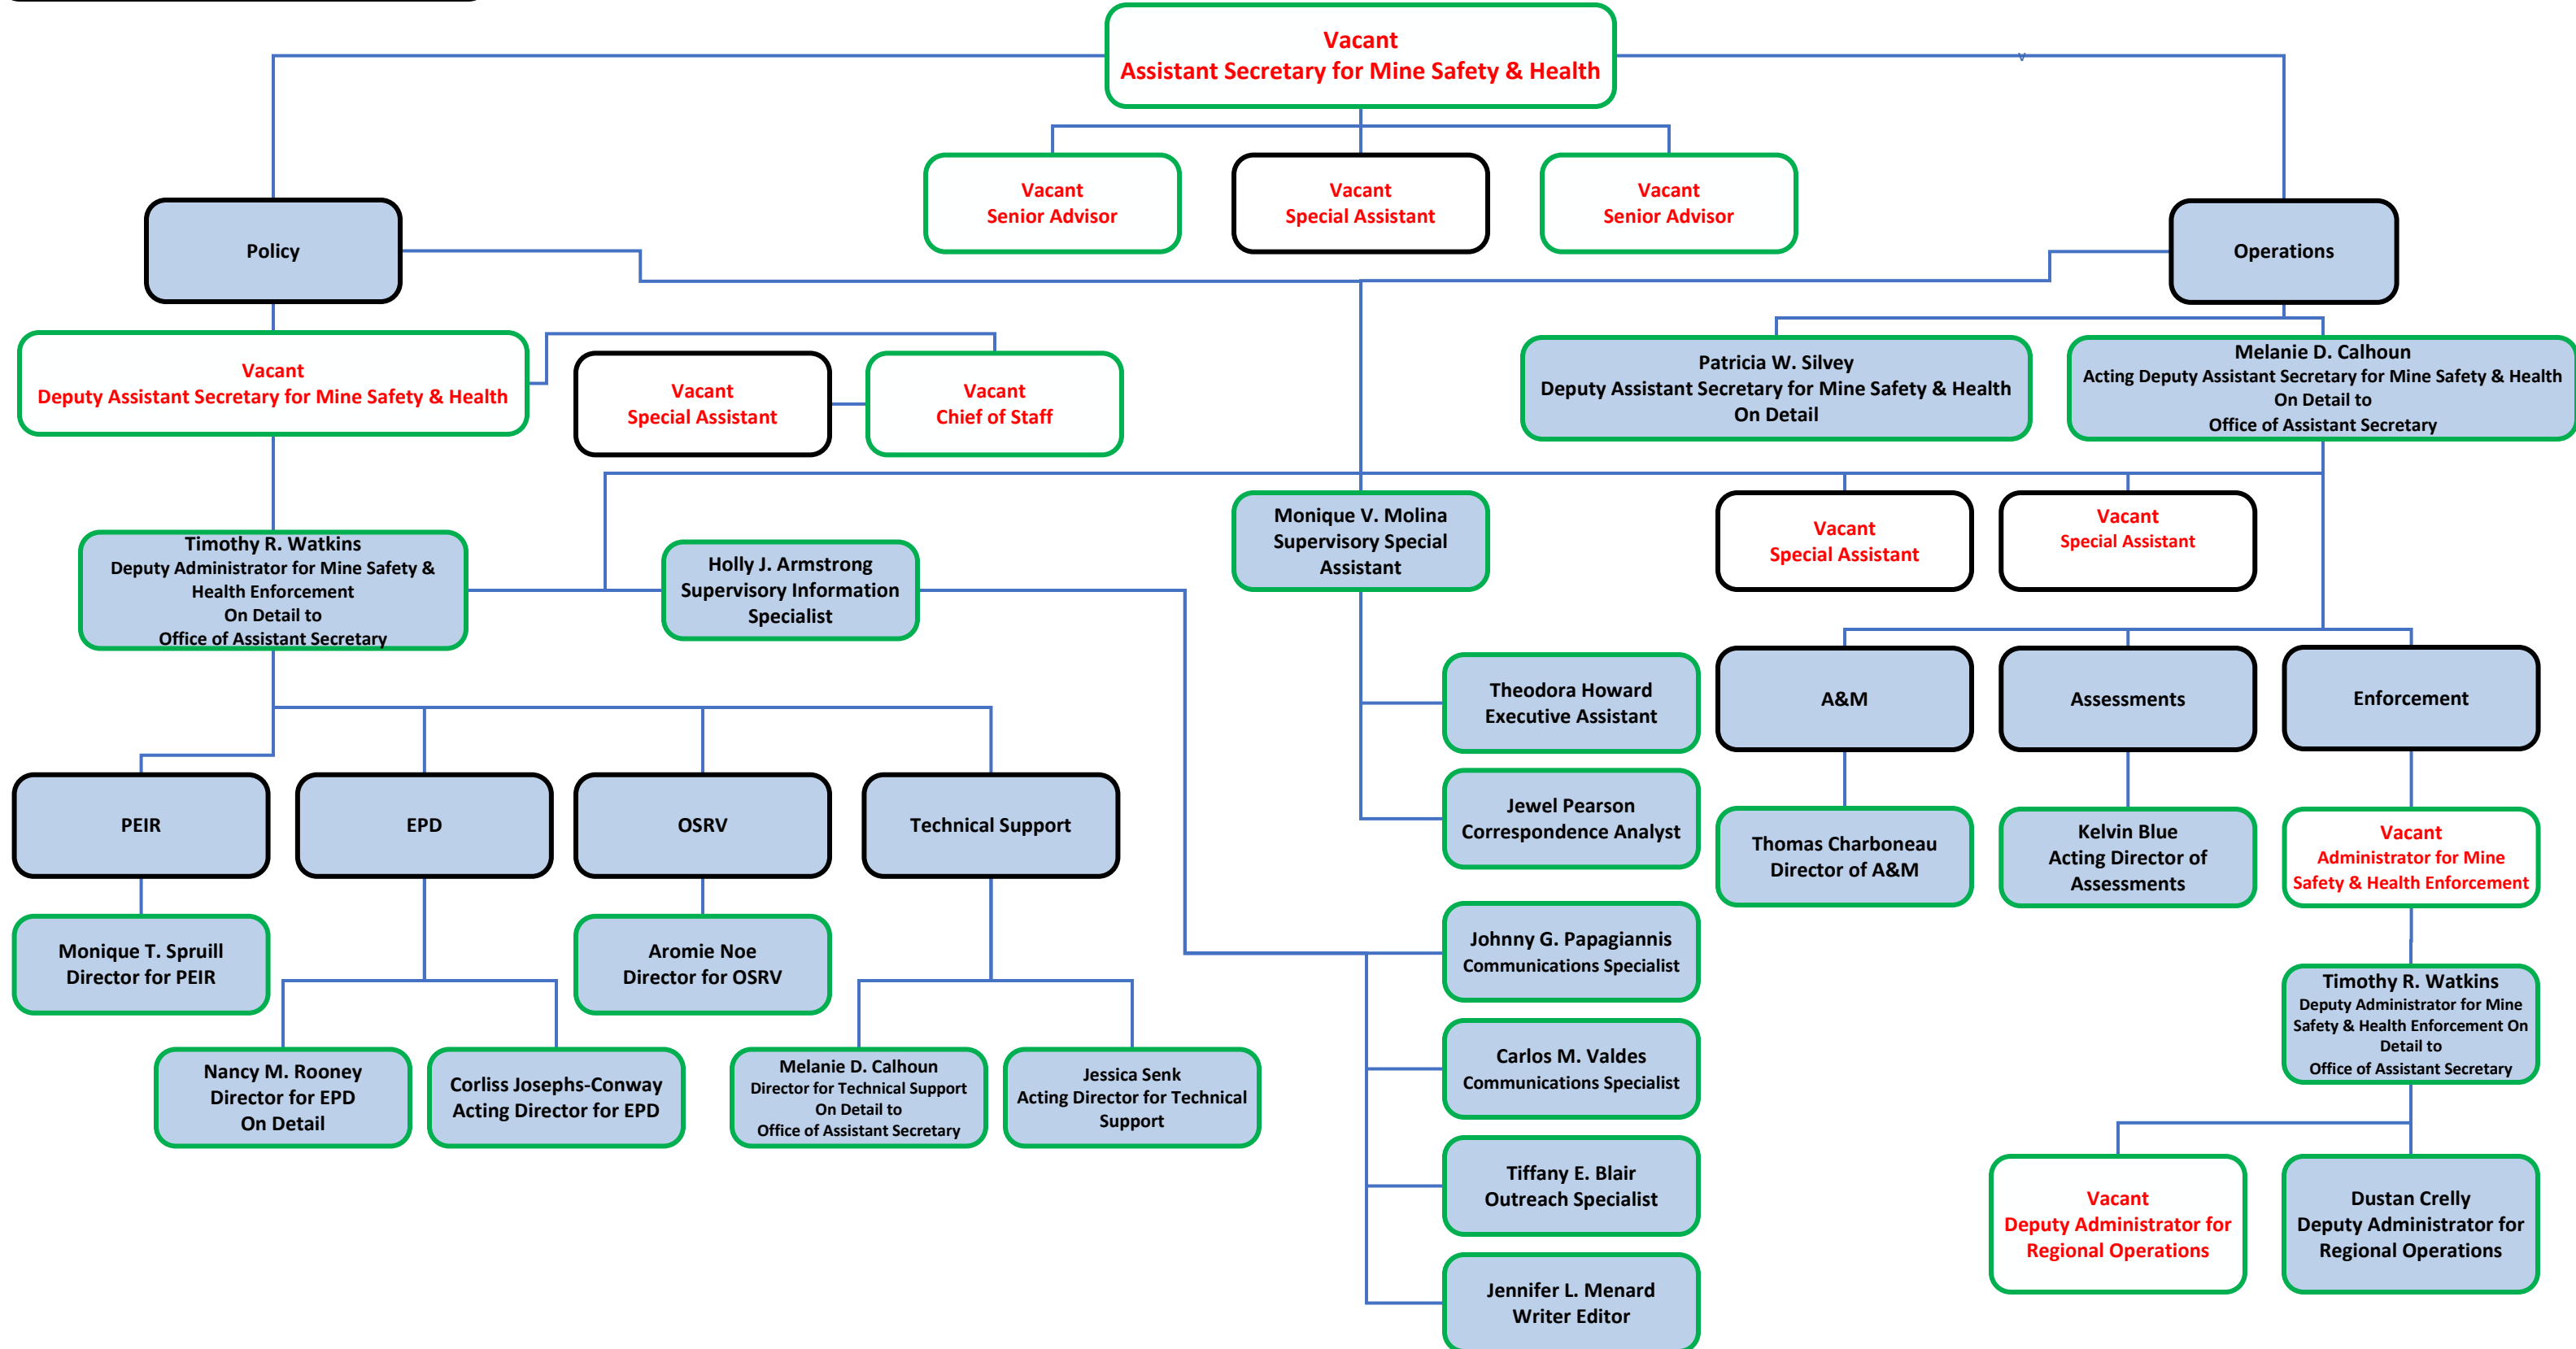 Vacant
Assistant Secretary for Mine Safety & Health
v
Vacant
Senior Advisor
Vacant
Special Assistant
Vacant
Senior Advisor
Policy
Operations
Vacant
Deputy Assistant Secretary for Mine Safety & Health
Vacant
Special Assistant
Vacant
Chief of Staff
Patricia W. Silvey
Deputy Assistant Secretary for Mine Safety & Health
On Detail
Melanie D. Calhoun
Acting Deputy Assistant Secretary for Mine Safety & Health
On Detail to
Office of Assistant Secretary
Timothy R. Watkins
Deputy Administrator for Mine Safety &
Health Enforcement
On Detail to
Office of Assistant Secretary
Holly J. Armstrong
Supervisory Information
Specialist
Monique V. Molina
Supervisory Special
Assistant
Vacant
Special Assistant
Vacant
Special Assistant
Theodora Howard
Executive Assistant
A&M
Assessments
Enforcement
PEIR
EPD
OSRV
Technical Support
Jewel Pearson
Correspondence Analyst
Thomas Charboneau
Director of A&M
Kelvin Blue
Acting Director of
Assessments
Vacant
Administrator for Mine
Safety & Health Enforcement
Monique T. Spruill
Director for PEIR
Aromie Noe
Director for OSRV
Johnny G. Papagiannis
Communications Specialist
Timothy R. Watkins
Deputy Administrator for Mine
Safety & Health Enforcement On
Detail to
Office of Assistant Secretary
Nancy M. Rooney
Director for EPD
On Detail
Corliss Josephs-Conway
Acting Director for EPD
Melanie D. Calhoun
Director for Technical Support
On Detail to
Office of Assistant Secretary
Jessica Senk
Acting Director for Technical
Support
Carlos M. Valdes
Communications Specialist
Tiffany E. Blair
Outreach Specialist
Vacant
Deputy Administrator for
Regional Operations
Dustan Crelly
Deputy Administrator for
Regional Operations
Jennifer L. Menard
Writer Editor